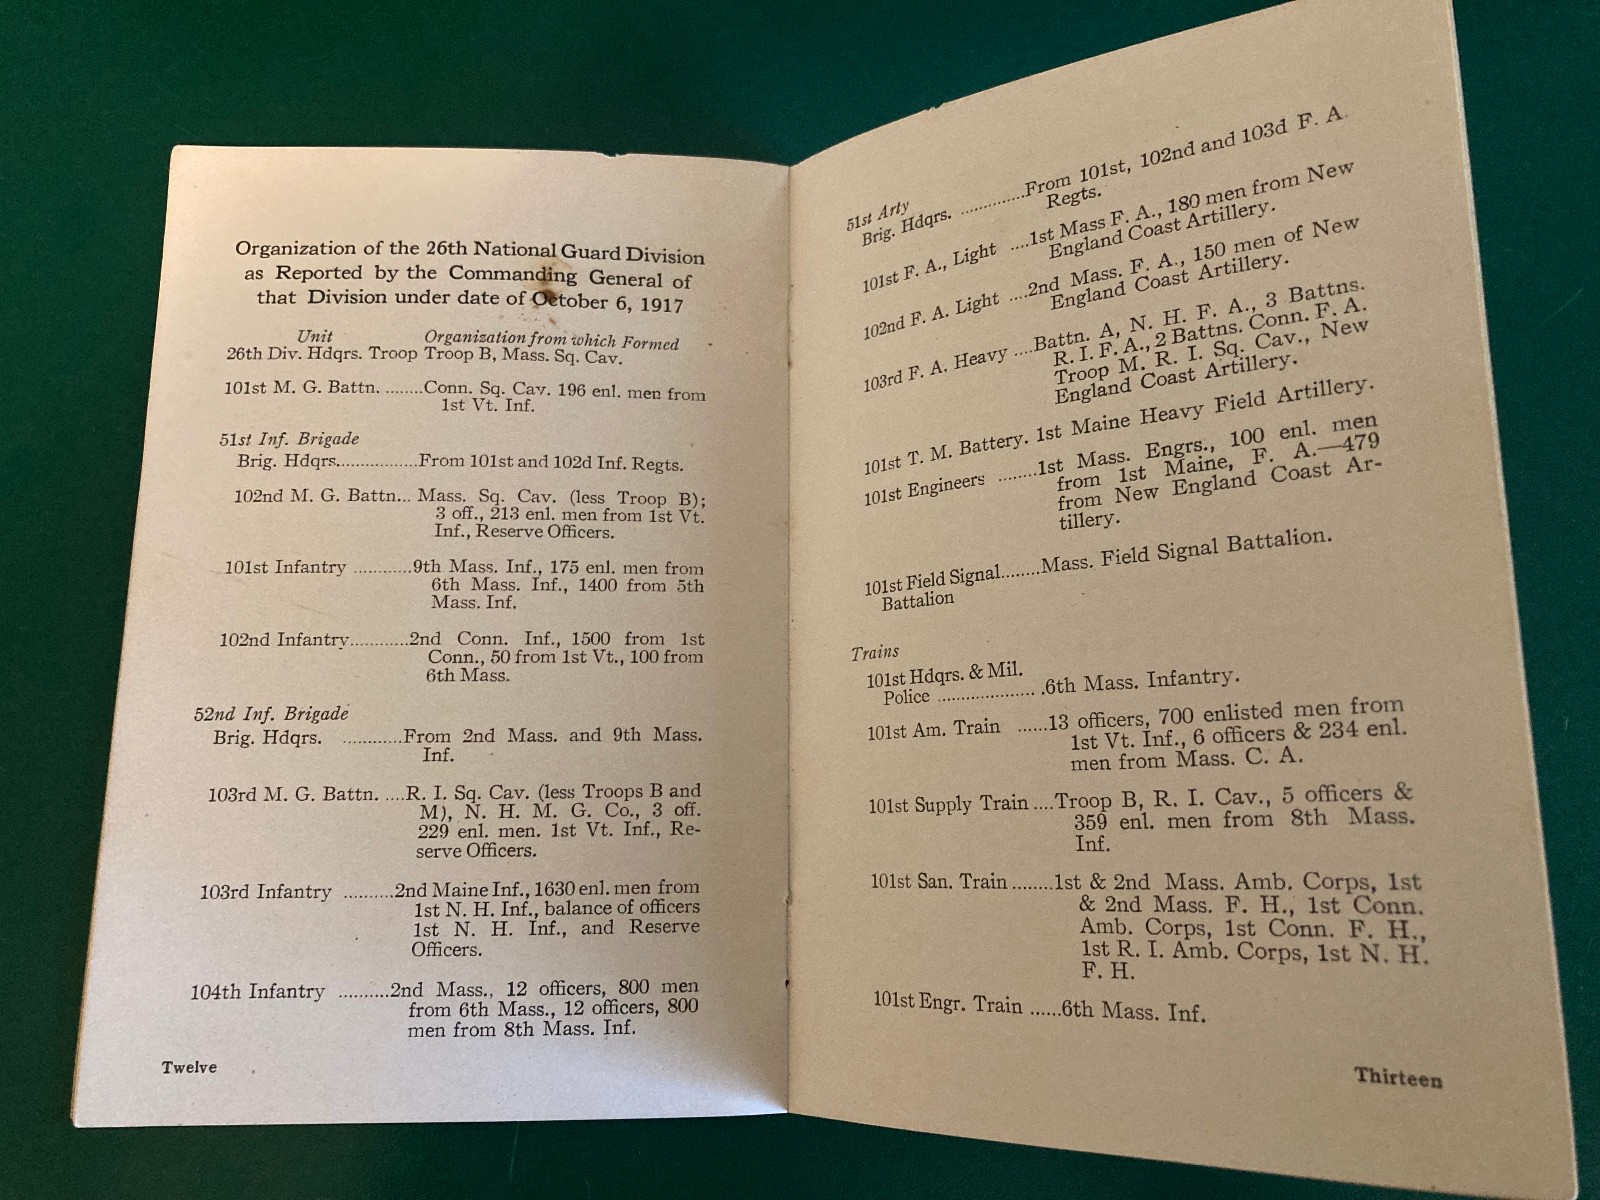 Organization of the 26th National Guard Division
as Reported by the Commanding General of
that Division under date of October 6, 1917
Unit Organization from which Formed
26th Div. Hdqrs. Troop Troop B, Mass. Sq. Cav.
101st M. G. Battn. ........Conn. Sq. Cav. 196 enl. men from
1st Vt. Inf.
51st Inf. Brigade
Brig. Hdqrs.................From 101st and 102d Inf. Regts.
102nd M. G. Battn... Mass. Sq. Cav. (less Troop B);
3 off., 213 enl. men from 1st Vt.
Inf., Reserve Officers.
101st Infantry ............9th Mass. Inf., 175 enl. men from
6th Mass. Inf., 1400 from 5th
Mass. Inf.
102nd Infantry............2nd Conn. Inf., 1500 from 1st
Conn., 50 from 1st Vt., 100 from
6th Mass.
52nd Inf. Brigade
Brig. Hdqrs. ............From 2nd Mass. and 9th Mass.
Inf.
103rd M. G. Battn. ....R. I. Sq. Cav. (less Troops B and
M), N. H. M. G. Co., 3 off.
229 enl. men. 1st Vt. Inf., Re-
serve Officers.
103rd Infantry ..........2nd Maine Inf., 1630 enl. men from
1st N. H. Inf., balance of officers
1st N. H. Inf., and Reserve
Officers.
104th Infantry ..........2nd Mass., 12 officers, 800 men
from 6th Mass., 12 officers, 800
men from 8th Mass. Inf.
Twelve
51st Arty
Brig. Hdqrs. .............From 101st, 102nd and 103d F. A.
Regts.
101st F. A., Light ....1st Mass F. A., 180 men from New
England Coast Artillery.
102nd F. A. Light ....2nd Mass. F. A., 150 men of New
England Coast Artillery.
103rd F. A. Heavy ....Battn. A, N. H. F. A., 3 Battns.
R. I. F. A., 2 Battns. Conn. F. A.
Troop M. R. I. Sq. Cav., New
England Coast Artillery.
101st T. M. Battery. 1st Maine Heavy Field Artillery.
101st Engineers ........1st Mass. Engrs., 100 enl. men
from 1st Maine, F. A.—479
from New England Coast Ar-
tillery.
101st Field Signal........Mass. Field Signal Battalion.
Battalion
Trains
101st Hdqrs. & Mil.
Police ................... .6th Mass. Infantry.
101st Am. Train ......13 officers, 700 enlisted men from
1st Vt. Inf., 6 officers & 234 enl.
men from Mass. C. A.
101st Supply Train ....Troop B, R. I. Cav., 5 officers &
359 enl. men from 8th Mass.
Inf.
101st San. Train ........1st & 2nd Mass. Amb. Corps, 1st
& 2nd Mass. F. H., 1st Conn.
Amb. Corps, 1st Conn. F. H.,
1st R. I. Amb. Corps, 1st N. H.
F. H.
101st Engr. Train ......6th Mass. Inf.
Thirteen